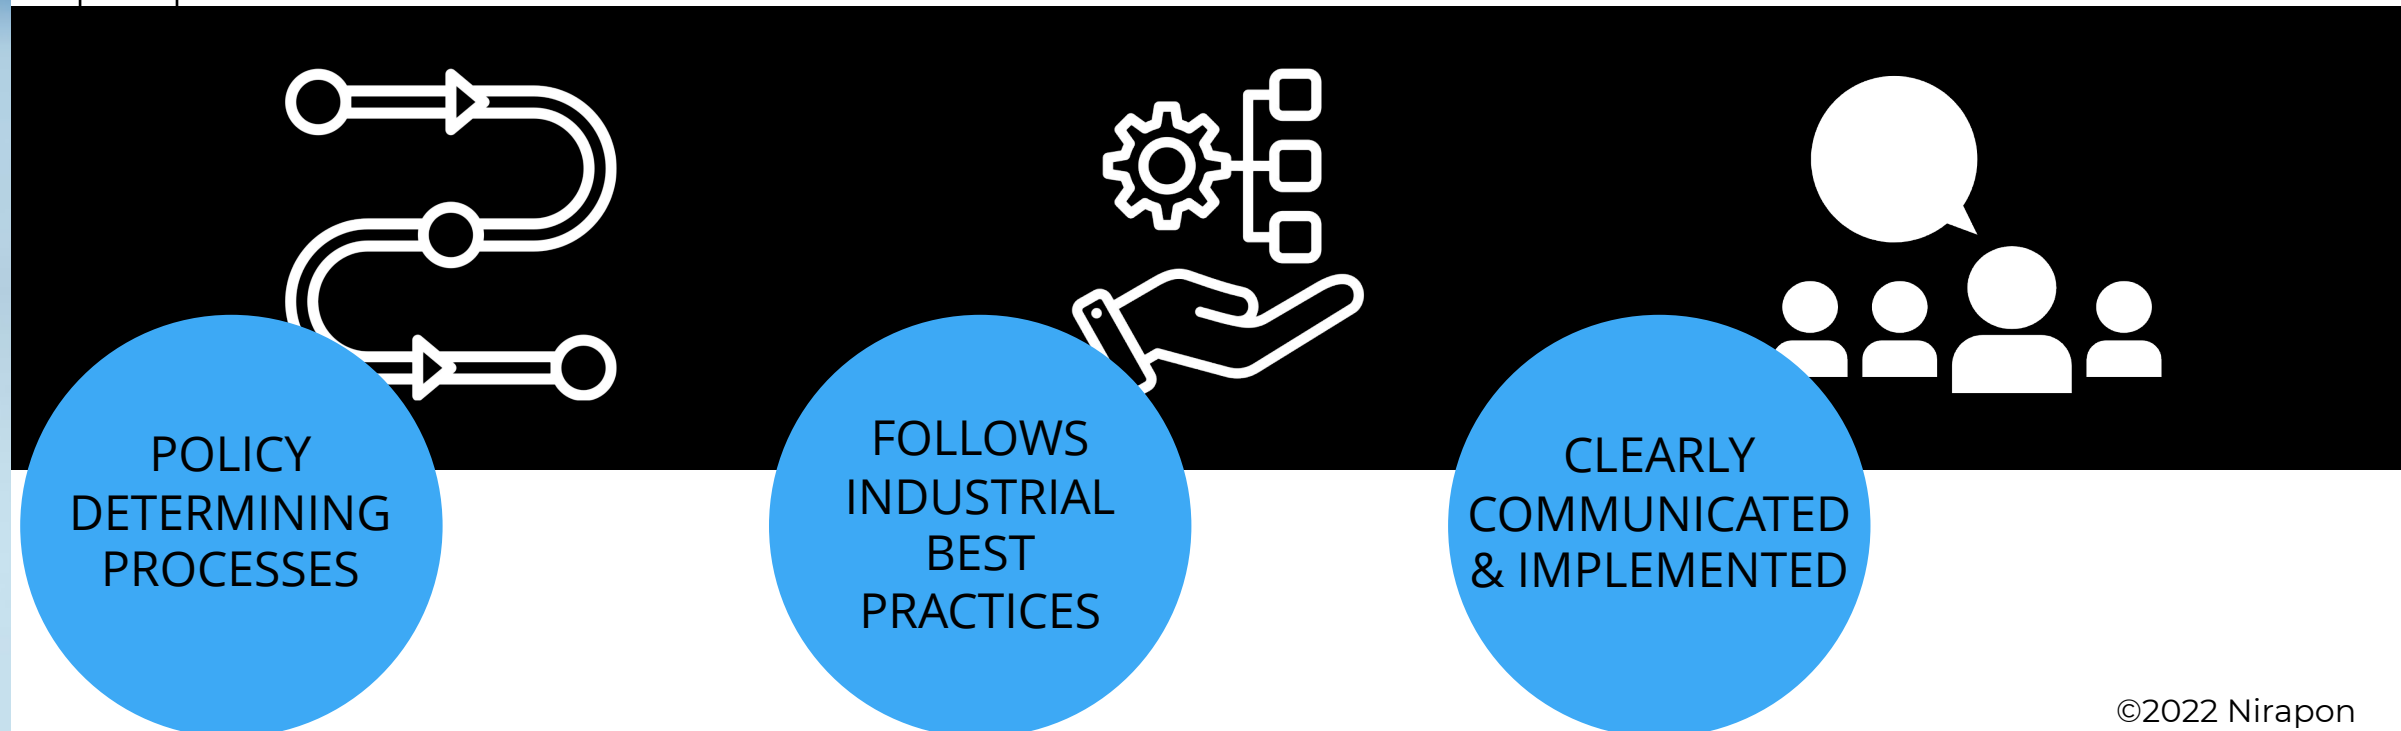 POLICY
DETERMINING
PROCESSES
FOLLOWS
INDUSTRIAL
BEST
PRACTICES
CLEARLY
COMMUNICATED
& IMPLEMENTED
©2022 Nirapon